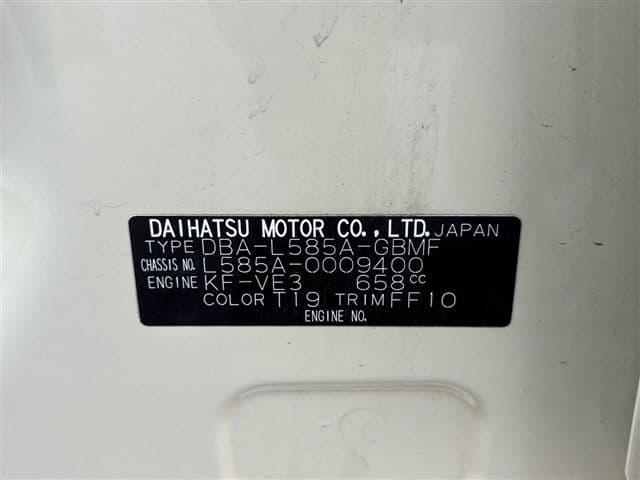 DAIHATSU MOTOR CO.,LTD. JAPAN
TYPE DBA-L585A-GBMF
CHASSIS NO. L585A-0009400
ENGINE KF-VE3 658cc
COLOR T19 TRIM FF10
ENGINE NO.